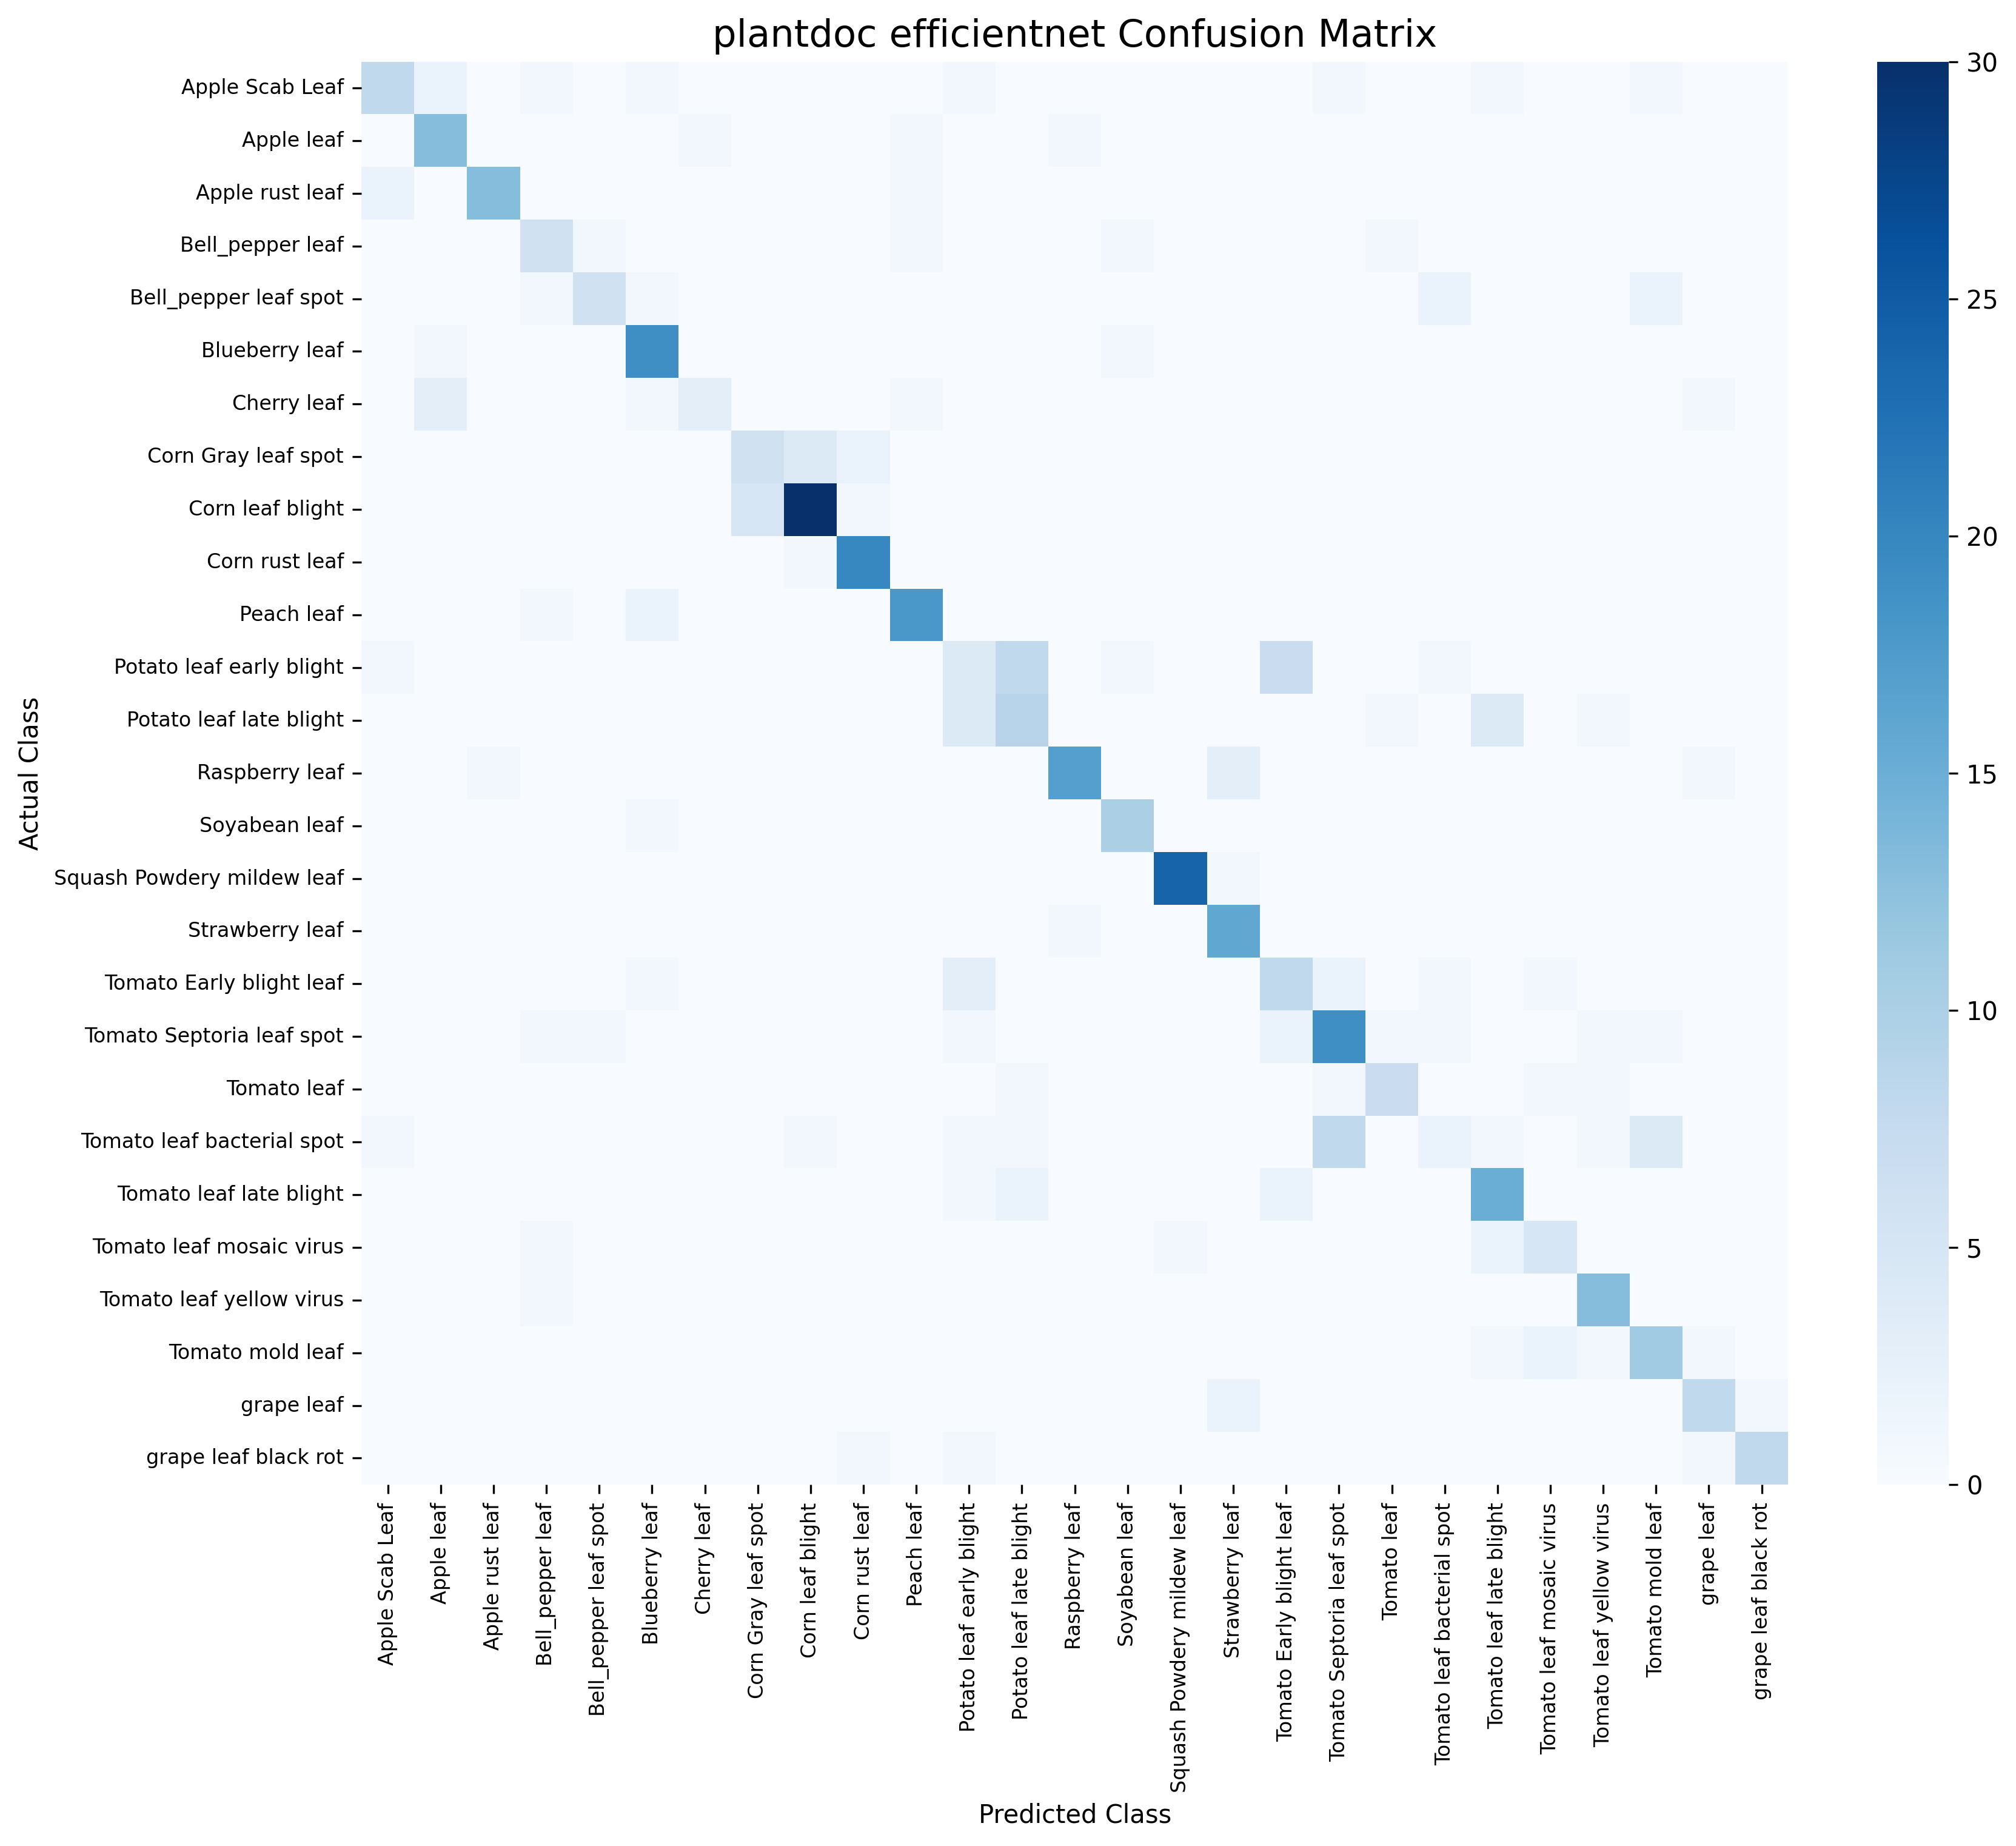 plantdoc efficientnet Confusion Matrix
Actual Class
Apple Scab Leaf
Apple leaf
Apple rust leaf
Bell_pepper leaf
Bell_pepper leaf spot
Blueberry leaf
Cherry leaf
Corn Gray leaf spot
Corn leaf blight
Corn rust leaf
Peach leaf
Potato leaf early blight
Potato leaf late blight
Raspberry leaf
Soyabean leaf
Squash Powdery mildew leaf
Strawberry leaf
Tomato Early blight leaf
Tomato Septoria leaf spot
Tomato leaf
Tomato leaf bacterial spot
Tomato leaf late blight
Tomato leaf mosaic virus
Tomato leaf yellow virus
Tomato mold leaf
grape leaf
grape leaf black rot
Apple Scab Leaf
Apple leaf
Apple rust leaf
Bell_pepper leaf
Bell_pepper leaf spot
Blueberry leaf
Cherry leaf
Corn Gray leaf spot
Corn leaf blight
Corn rust leaf
Peach leaf
Potato leaf early blight
Potato leaf late blight
Raspberry leaf
Soyabean leaf
Squash Powdery mildew leaf
Strawberry leaf
Tomato Early blight leaf
Tomato Septoria leaf spot
Tomato leaf
Tomato leaf bacterial spot
Tomato leaf late blight
Tomato leaf mosaic virus
Tomato leaf yellow virus
Tomato mold leaf
grape leaf
grape leaf black rot
Predicted Class
30
25
20
15
10
5
0